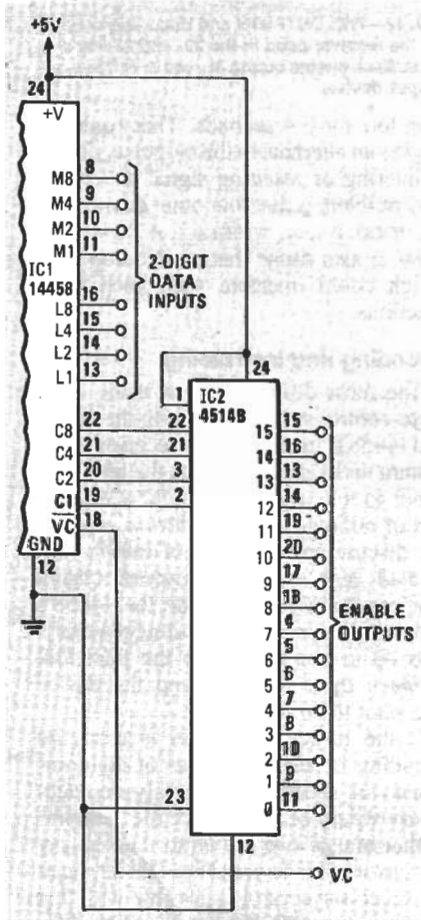 +5V
24
+V
M8 8
M4 9
M2 10
M1 11
IC1
14458
2-DIGIT
DATA
INPUTS
L8 16
L4 15
L2 14
L1 13
24
1
IC2
4514B
C8 22 22
C4 21 21
C2 20 3
C1 19 2
VC 18
GND
12
15 15
14 16
13 13
12 14
11 19
10 20
9 17
8 18
7 4
6 5
5 6
4 7
3 8
2 10
1 9
0 11
ENABLE
OUTPUTS
23
12
VC